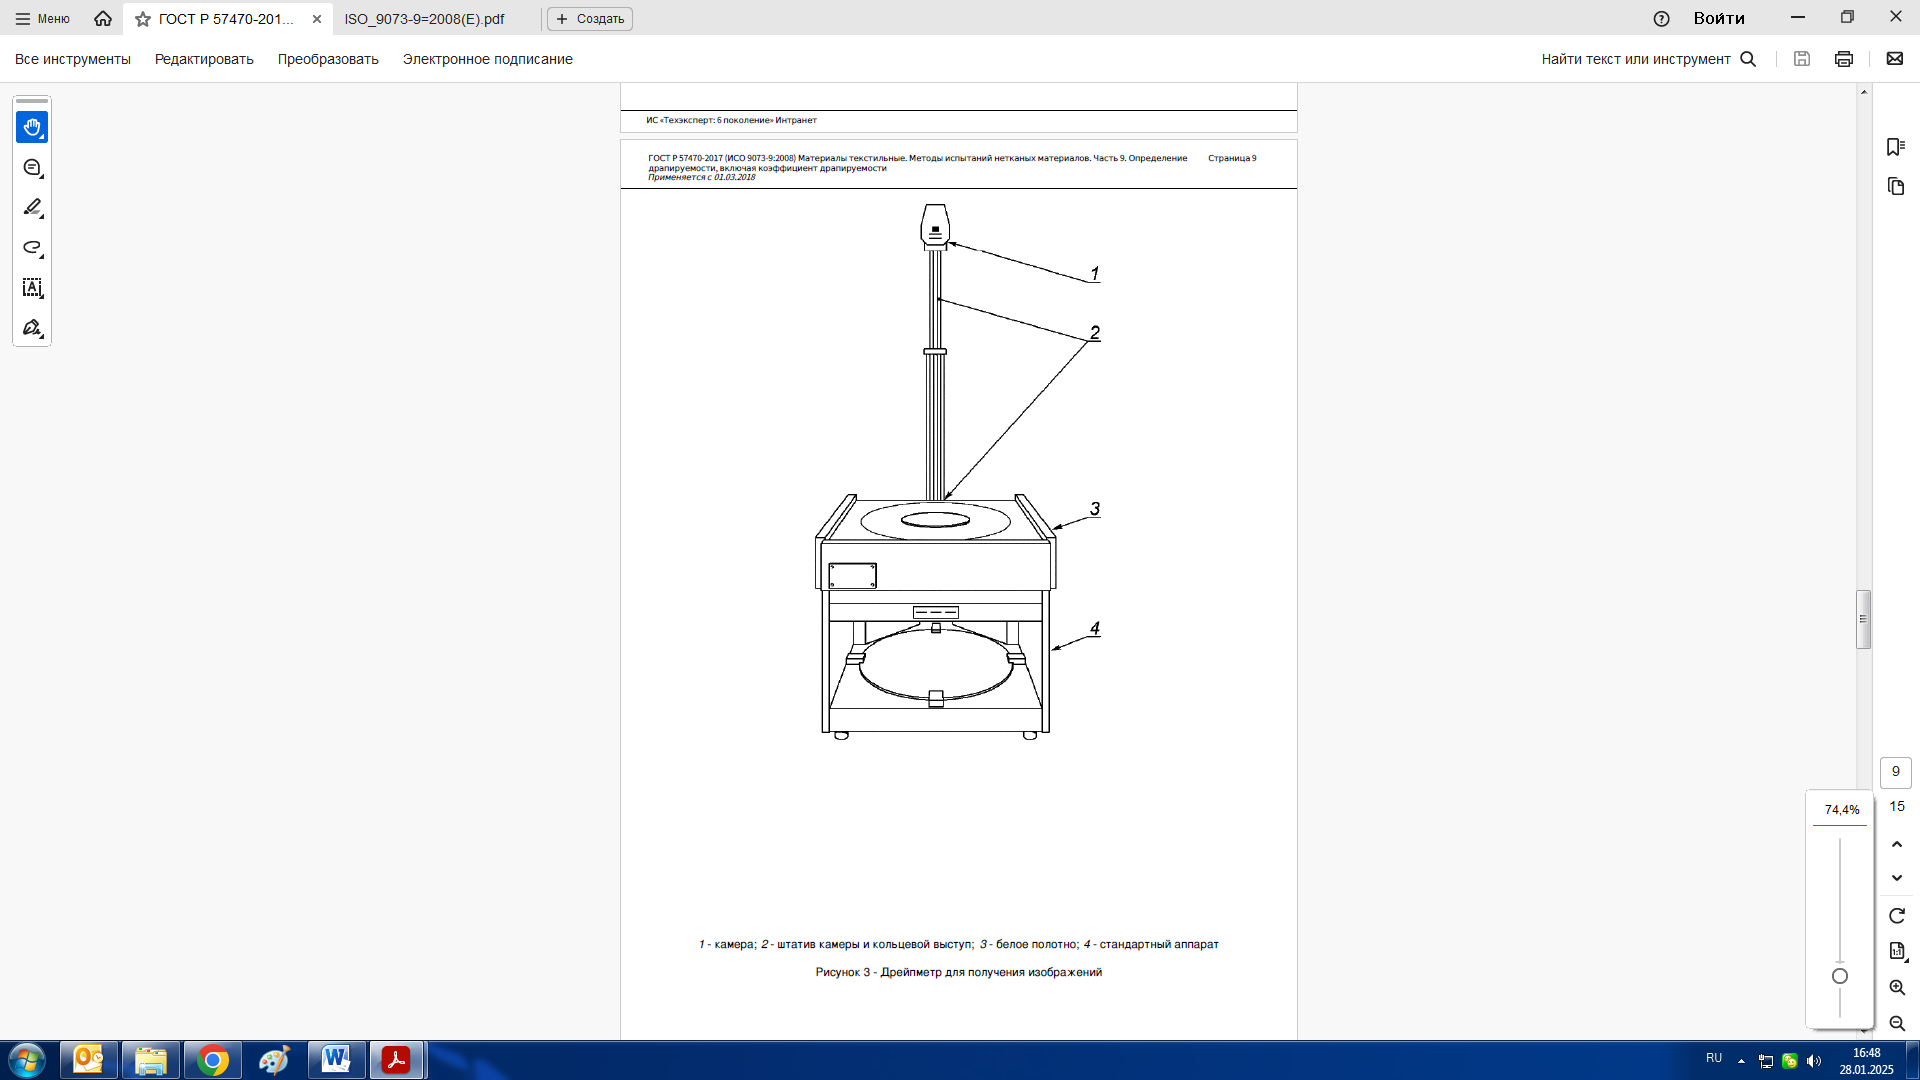 Меню
ГОСТ Р 57470-201...
ISO_9073-9=2008(E).pdf
Создать
Войти
Все инструменты
Редактировать
Преобразовать
Электронное подписание
Найти текст или инструмент
ИС «Техэксперт: 6 поколение» Интранет
ГОСТ Р 57470-2017 (ИСО 9073-9:2008) Материалы текстильные. Методы испытаний нетканых материалов. Часть 9. Определение
Страница 9
драпируемости, включая коэффициент драпируемости
Применяется с 01.03.2018
1
2
3
4
1 - камера; 2 - штатив камеры и кольцевой выступ; 3 - белое полотно; 4 - стандартный аппарат
Рисунок 3 - Дрейпметр для получения изображений
9
15
74,4%
1:1
RU
16:48
28.01.2025